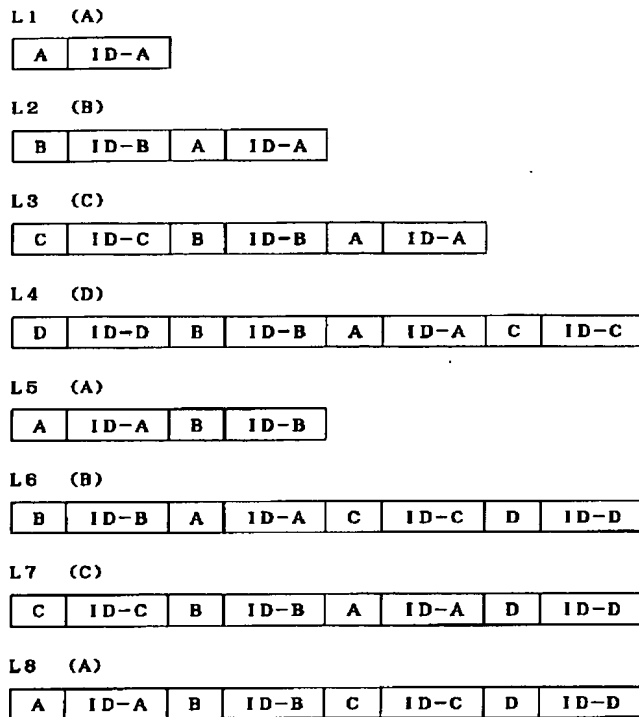 L1 (A)
A ID-A
L2 (B)
B ID-B A ID-A
L3 (C)
C ID-C B ID-B A ID-A
L4 (D)
D ID-D B ID-B A ID-A C ID-C
L5 (A)
A ID-A B ID-B
L6 (B)
B ID-B A ID-A C ID-C D ID-D
L7 (C)
C ID-C B ID-B A ID-A D ID-D
L8 (A)
A ID-A B ID-B C ID-C D ID-D